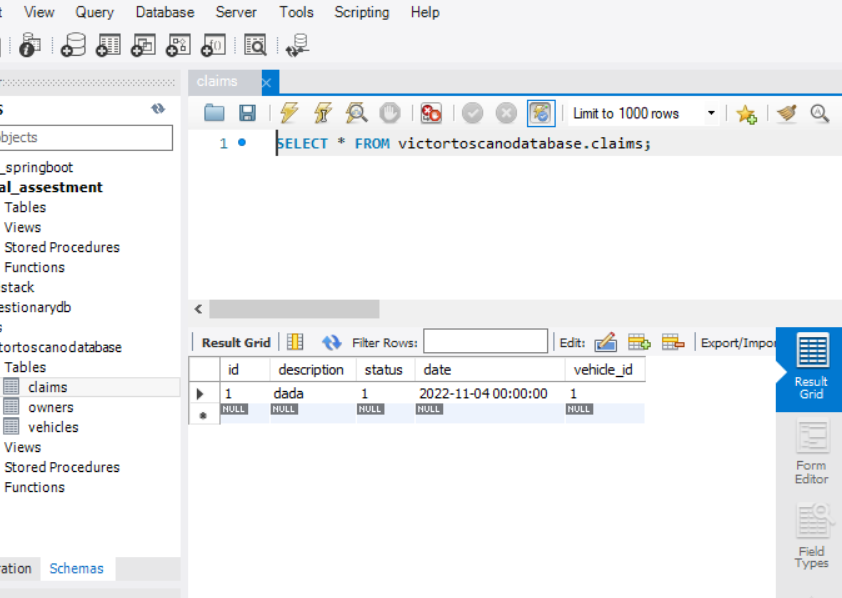 View Query Database Server Tools Scripting Help
claims
Limit to 1000 rows
1 SELECT * FROM victortoscanodatabase.claims;
_springboot
al_assestment
Tables
Views
Stored Procedures
Functions
stack
estionarydb
tortoscanodatabase
Tables
claims
owners
vehicles
Views
Stored Procedures
Functions
ration Schemas
Result Grid Filter Rows: Edit: Export/Impor
id description status date vehicle_id
1 dada 1 2022-11-04 00:00:00 1
NULL NULL NULL NULL NULL
Result
Grid
Form
Editor
Field
Types